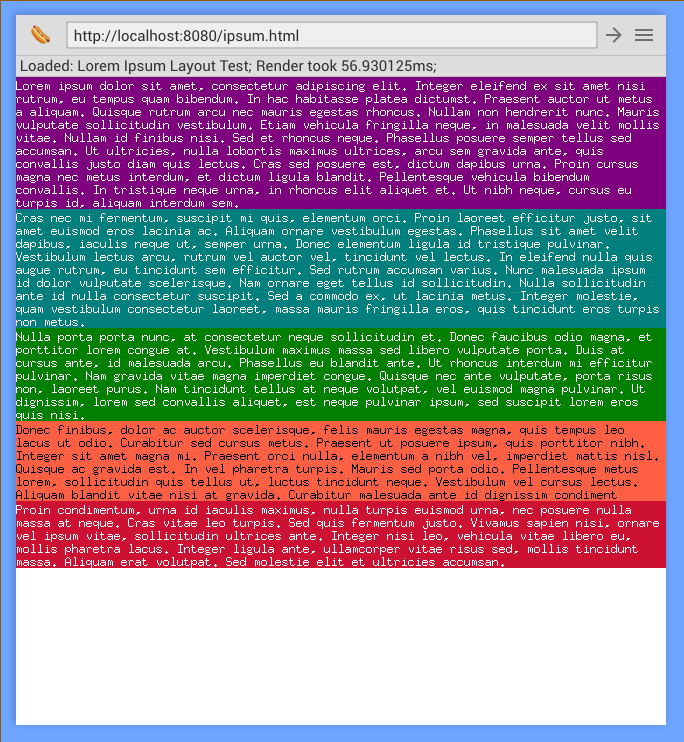 http://localhost:8080/ipsum.html
Loaded: Lorem Ipsum Layout Test; Render took 56.930125ms;
Lorem ipsum dolor sit amet, consectetur adipiscing elit. Integer eleifend ex sit amet nisi
rutrum, eu tempus quam bibendum. In hac habitasse platea dictumst. Praesent auctor ut metus
a aliquam. Quisque rutrum arcu nec mauris egestas rhoncus. Nullam non hendrerit nunc. Mauris
vulputate sollicitudin vestibulum. Etiam vehicula fringilla neque, in malesuada velit mollis
vitae. Nullam id finibus nisi. Sed et rhoncus neque. Phasellus posuere semper tellus sed
accumsan. Ut ultricies, nulla lobortis maximus ultrices, arcu sem gravida ante, quis
convallis justo diam quis lectus. Cras sed posuere est, dictum dapibus urna. Proin cursus
magna nec metus interdum, et dictum ligula blandit. Pellentesque vehicula bibendum
convallis. In tristique neque urna, in rhoncus elit aliquet et. Ut nibh neque, cursus eu
turpis id, aliquam interdum sem.
Cras nec mi fermentum, suscipit mi quis, elementum orci. Proin laoreet efficitur justo, sit
amet euismod eros lacinia ac. Aliquam ornare vestibulum egestas. Phasellus sit amet velit
dapibus, iaculis neque ut, semper urna. Donec elementum ligula id tristique pulvinar.
Vestibulum lectus arcu, rutrum vel auctor vel, tincidunt vel lectus. In eleifend nulla quis
augue rutrum, eu tincidunt sem efficitur. Sed rutrum accumsan varius. Nunc malesuada ipsum
id dolor vulputate scelerisque. Nam ornare eget tellus id sollicitudin. Nulla sollicitudin
ante id nulla consectetur suscipit. Sed a commodo ex, ut lacinia metus. Integer molestie,
quam vestibulum consectetur laoreet, massa mauris fringilla eros, quis tincidunt eros turpis
non metus.
Nulla porta porta nunc, at consectetur neque sollicitudin et. Donec faucibus odio magna, et
porttitor lorem congue at. Vestibulum maximus massa sed libero vulputate porta. Duis at
cursus ante, id malesuada arcu. Phasellus eu blandit ante. Ut rhoncus interdum mi efficitur
pulvinar. Nam gravida vitae magna imperdiet congue. Quisque nec ante vulputate, porta risus
non, laoreet purus. Nam tincidunt tellus at neque volutpat, vel euismod magna pulvinar. Ut
dignissim, lorem sed convallis aliquet, est neque pulvinar ipsum, sed suscipit lorem eros
quis nisi.
Donec finibus, dolor ac auctor scelerisque, felis mauris egestas magna, quis tempus leo
lacus ut odio. Curabitur sed cursus metus. Praesent ut posuere ipsum, quis porttitor nibh.
Integer sit amet magna mi. Praesent orci nulla, elementum a nibh vel, imperdiet mattis nisl.
Quisque ac gravida est. In vel pharetra turpis. Mauris sed porta odio. Pellentesque metus
lorem, sollicitudin quis tellus ut, luctus tincidunt neque. Vestibulum vel cursus lectus.
Aliquam blandit vitae nisi at gravida. Curabitur malesuada ante id dignissim condiment
Proin condimentum, urna id iaculis maximus, nulla turpis euismod urna, nec posuere nulla
massa at neque. Cras vitae leo turpis. Sed quis fermentum justo. Vivamus sapien nisi, ornare
vel ipsum vitae, sollicitudin ultrices ante. Integer nisi leo, vehicula vitae libero eu,
mollis pharetra lacus. Integer ligula ante, ullamcorper vitae risus sed, mollis tincidunt
massa. Aliquam erat volutpat. Sed molestie elit et ultricies accumsan.